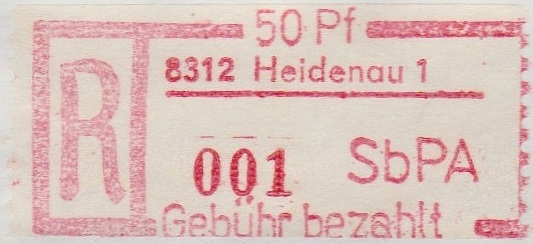 50 Pf
R
8312 Heidenau 1
001 SbPA
Gebühr bezahlt